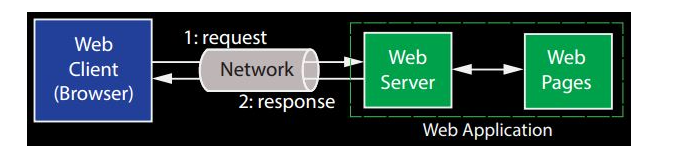 Web
Client
(Browser)
1: request
Network
2: response
Web
Server
Web
Pages
Web Application